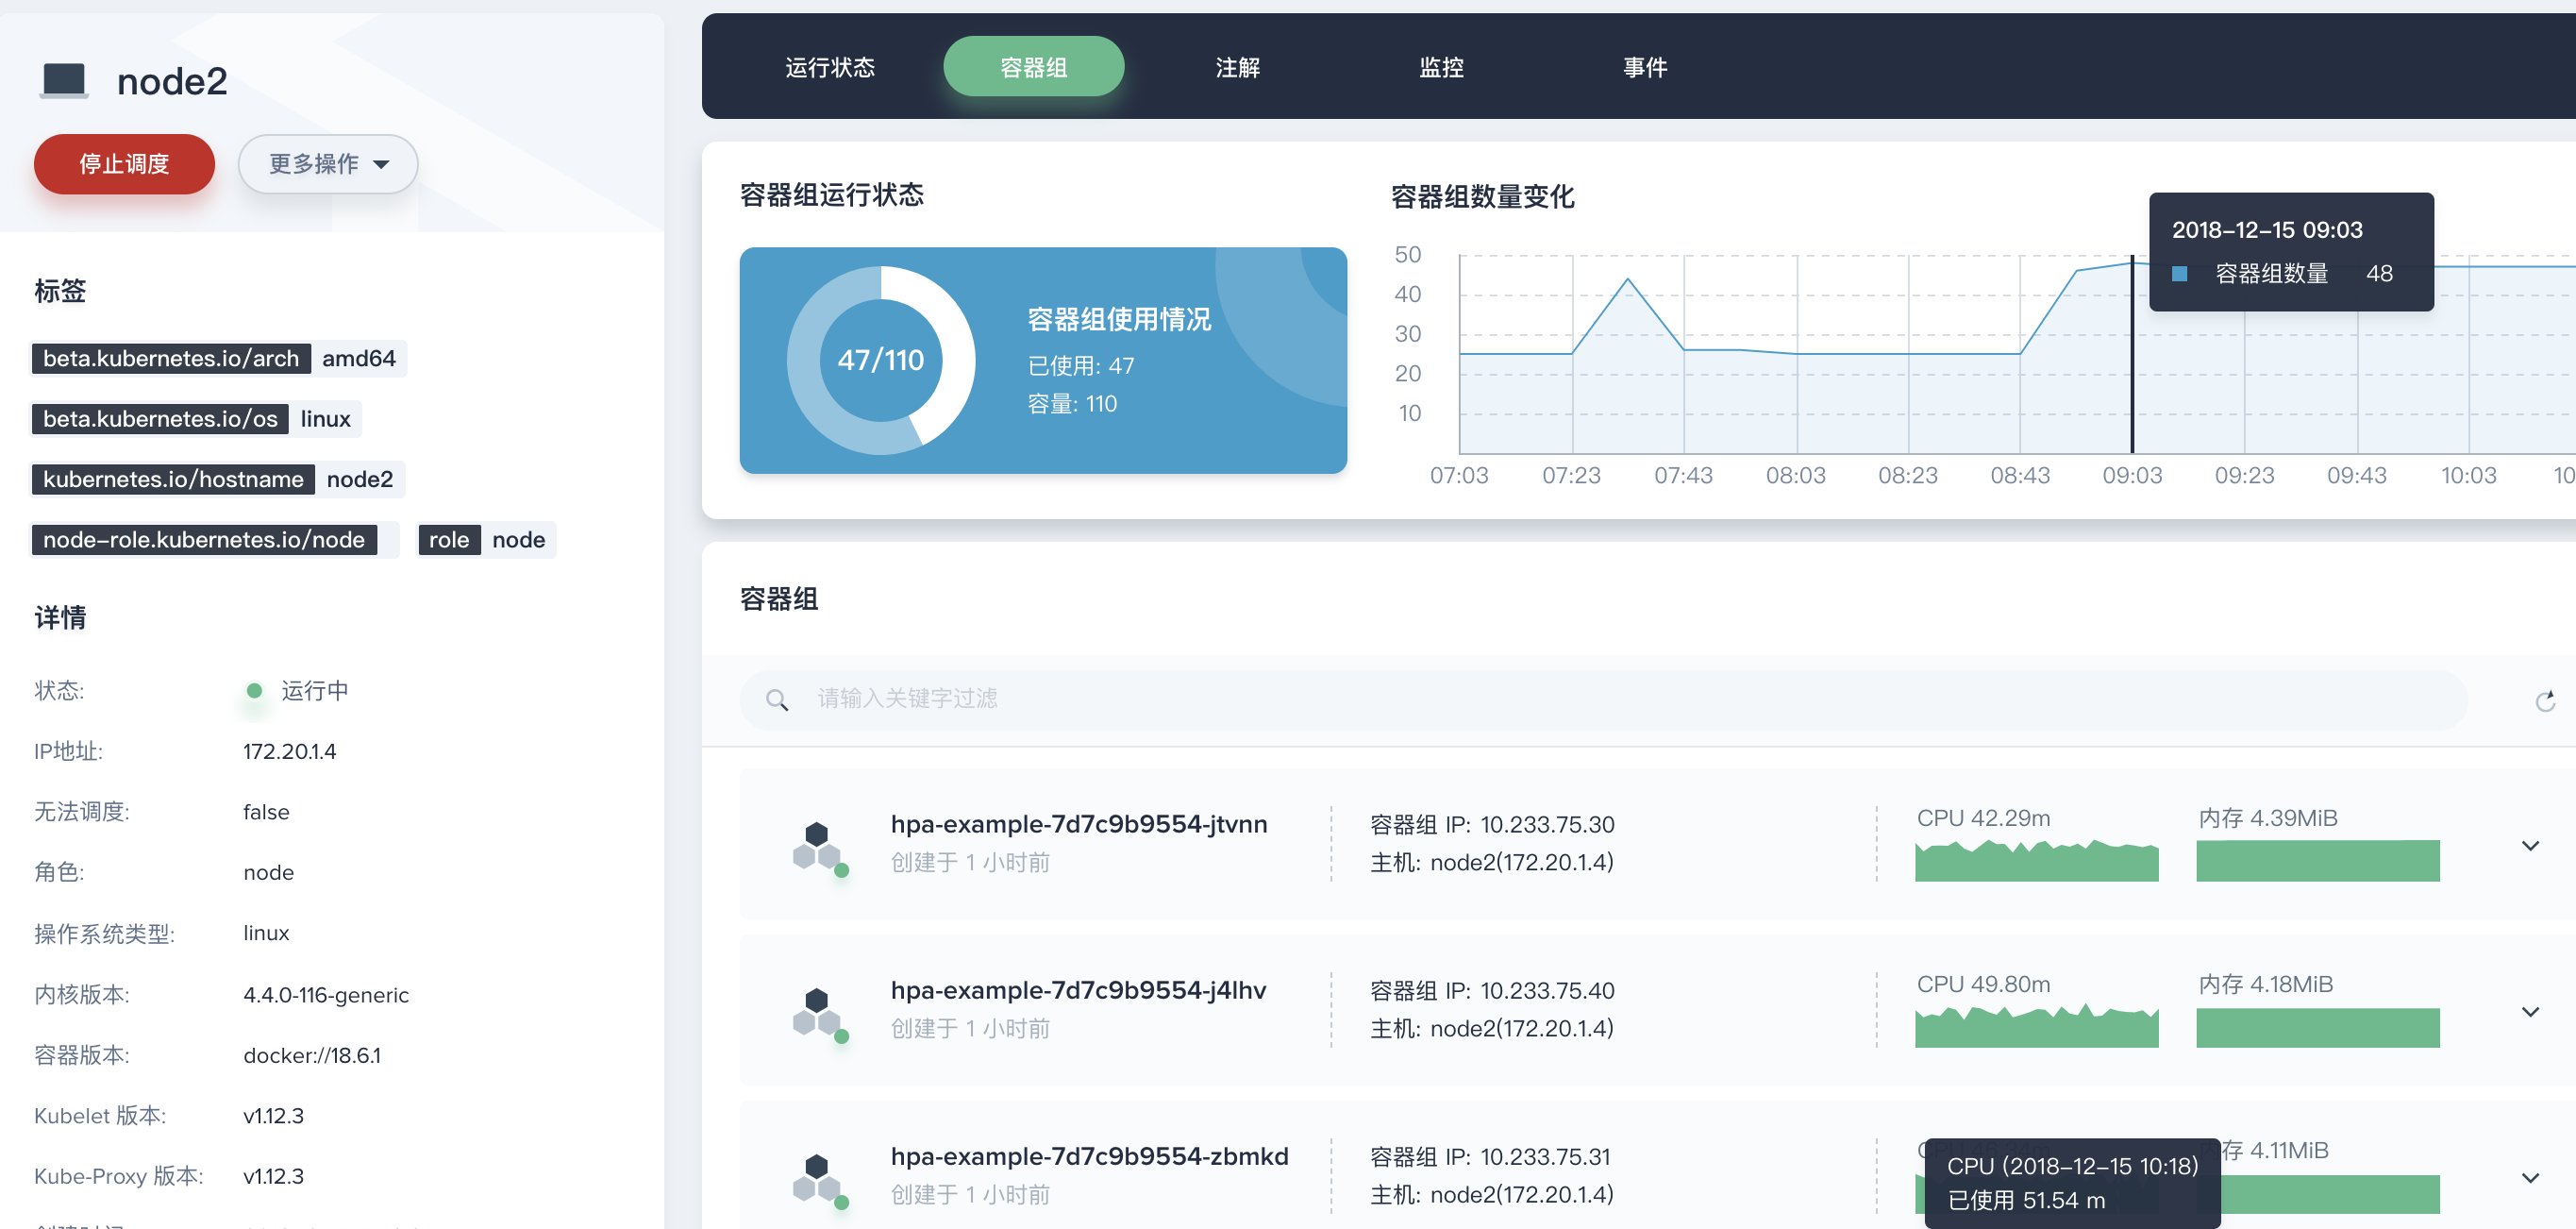 node2
停止调度
更多操作
标签
beta.kubernetes.io/arch amd64
beta.kubernetes.io/os linux
kubernetes.io/hostname node2
node-role.kubernetes.io/node role node
详情
状态: 运行中
IP地址: 172.20.1.4
无法调度: false
角色: node
操作系统类型: linux
内核版本: 4.4.0-116-generic
容器版本: docker://18.6.1
Kubelet 版本: v1.12.3
Kube-Proxy 版本: v1.12.3
运行状态 容器组 注解 监控 事件
容器组运行状态
47/110
容器组使用情况
已使用: 47
容量: 110
容器组数量变化
50
40
30
20
10
07:03 07:23 07:43 08:03 08:23 08:43 09:03 09:23 09:43 10:03 10
2018-12-15 09:03
容器组数量 48
容器组
请输入关键字过滤
hpa-example-7d7c9b9554-jtvnn
创建于 1 小时前
容器组 IP: 10.233.75.30
主机: node2(172.20.1.4)
CPU 42.29m
内存 4.39MiB
hpa-example-7d7c9b9554-j4lhv
创建于 1 小时前
容器组 IP: 10.233.75.40
主机: node2(172.20.1.4)
CPU 49.80m
内存 4.18MiB
hpa-example-7d7c9b9554-zbmkd
创建于 1 小时前
容器组 IP: 10.233.75.31
主机: node2(172.20.1.4)
存 4.11MiB
CPU (2018-12-15 10:18)
已使用 51.54 m